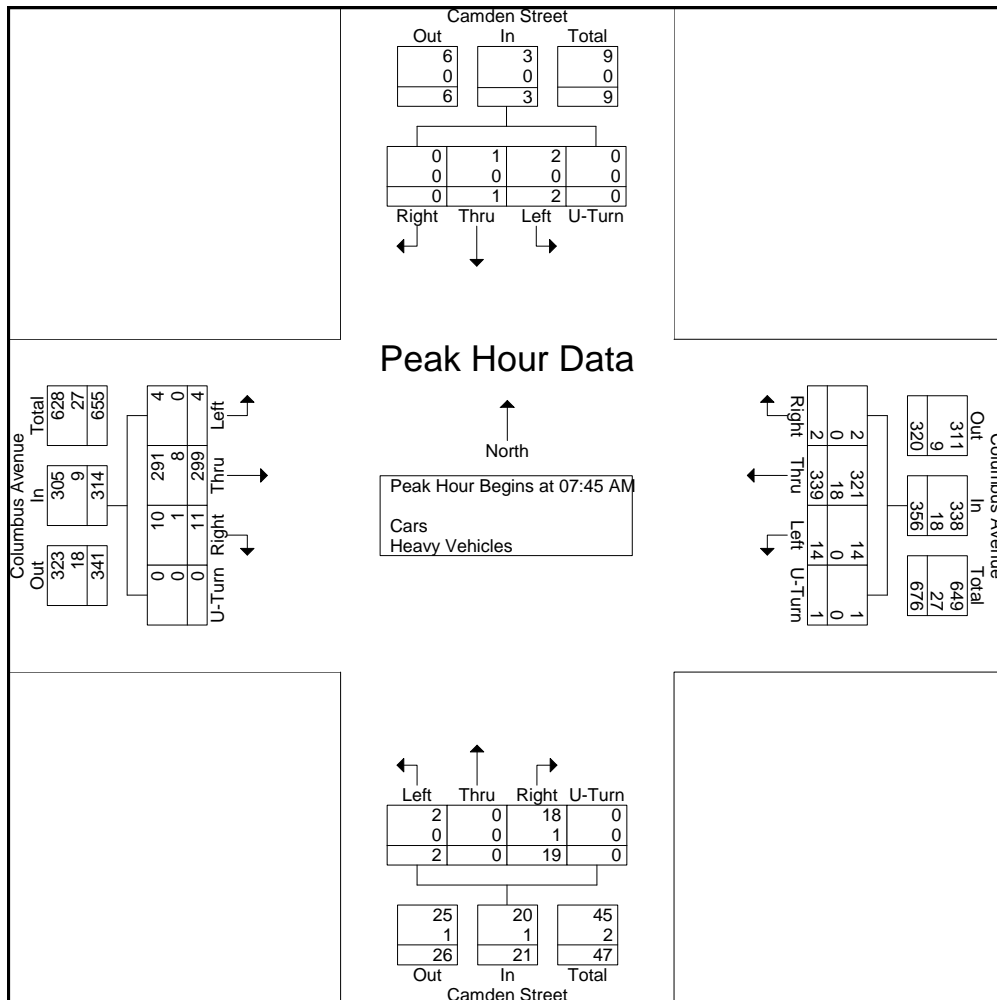 Camden Street
Out In Total
6 3 9
0 0 0
6 3 9
0 1 2 0
0 0 0 0
0 1 2 0
Right Thru Left U-Turn
Peak Hour Data
North
Peak Hour Begins at 07:45 AM
Cars
Heavy Vehicles
Columbus Avenue
Out In Total
323 305 628
18 9 27
341 314 655
0 10 291 4
0 1 8 0
0 11 299 4
U-Turn Right Thru Left
Columbus Avenue
Out In Total
311 338 649
9 18 27
320 356 676
2 321 14 1
0 18 0 0
2 339 14 1
Right Thru Left U-Turn
Left Thru Right U-Turn
2 0 18 0
0 0 1 0
2 0 19 0
25 20 45
1 1 2
26 21 47
Out In Total
Camden Street